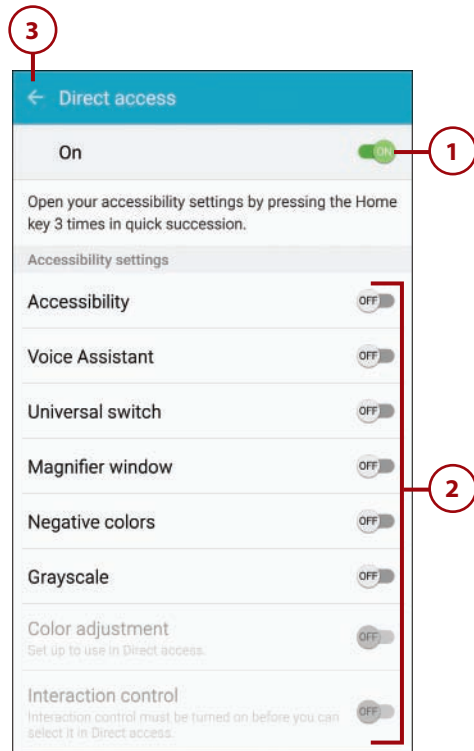 3
Direct access
On
ON
1
Open your accessibility settings by pressing the Home
key 3 times in quick succession.
Accessibility settings
Accessibility
OFF
Voice Assistant
OFF
Universal switch
OFF
Magnifier window
OFF
2
Negative colors
OFF
Grayscale
OFF
Color adjustment
Set up to use in Direct access.
OFF
Interaction control
Interaction control must be turned on before you can
select it in Direct access.
OFF